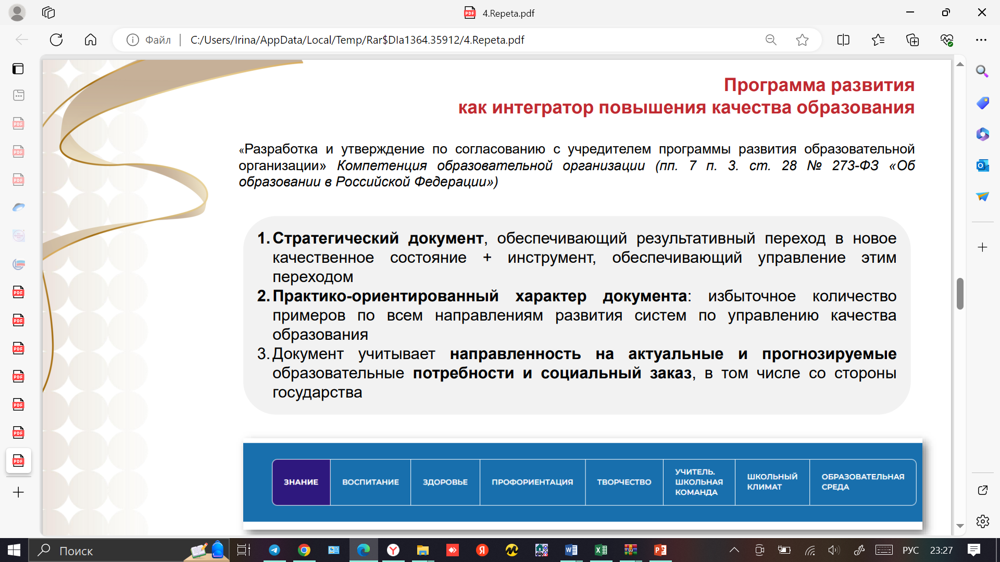 4.Repeta.pdf
Файл
C:/Users/Irina/AppData/Local/Temp/Rar$DIa1364.35912/4.Repeta.pdf
Программа развития
как интегратор повышения качества образования
«Разработка и утверждение по согласованию с учредителем программы развития образовательной
организации» Компетенция образовательной организации (пп. 7 п. 3. ст. 28 № 273-ФЗ «Об
образовании в Российской Федерации»)
1. Стратегический документ, обеспечивающий результативный переход в новое
качественное состояние + инструмент, обеспечивающий управление этим
переходом
2. Практико-ориентированный характер документа: избыточное количество
примеров по всем направлениям развития систем по управлению качества
образования
3. Документ учитывает направленность на актуальные и прогнозируемые
образовательные потребности и социальный заказ, в том числе со стороны
государства
ЗНАНИЕ
ВОСПИТАНИЕ
ЗДОРОВЬЕ
ПРОФОРИЕНТАЦИЯ
ТВОРЧЕСТВО
УЧИТЕЛЬ.
ШКОЛЬНАЯ
КОМАНДА
ШКОЛЬНЫЙ
КЛИМАТ
ОБРАЗОВАТЕЛЬНАЯ
СРЕДА
Поиск
РУС
23:27